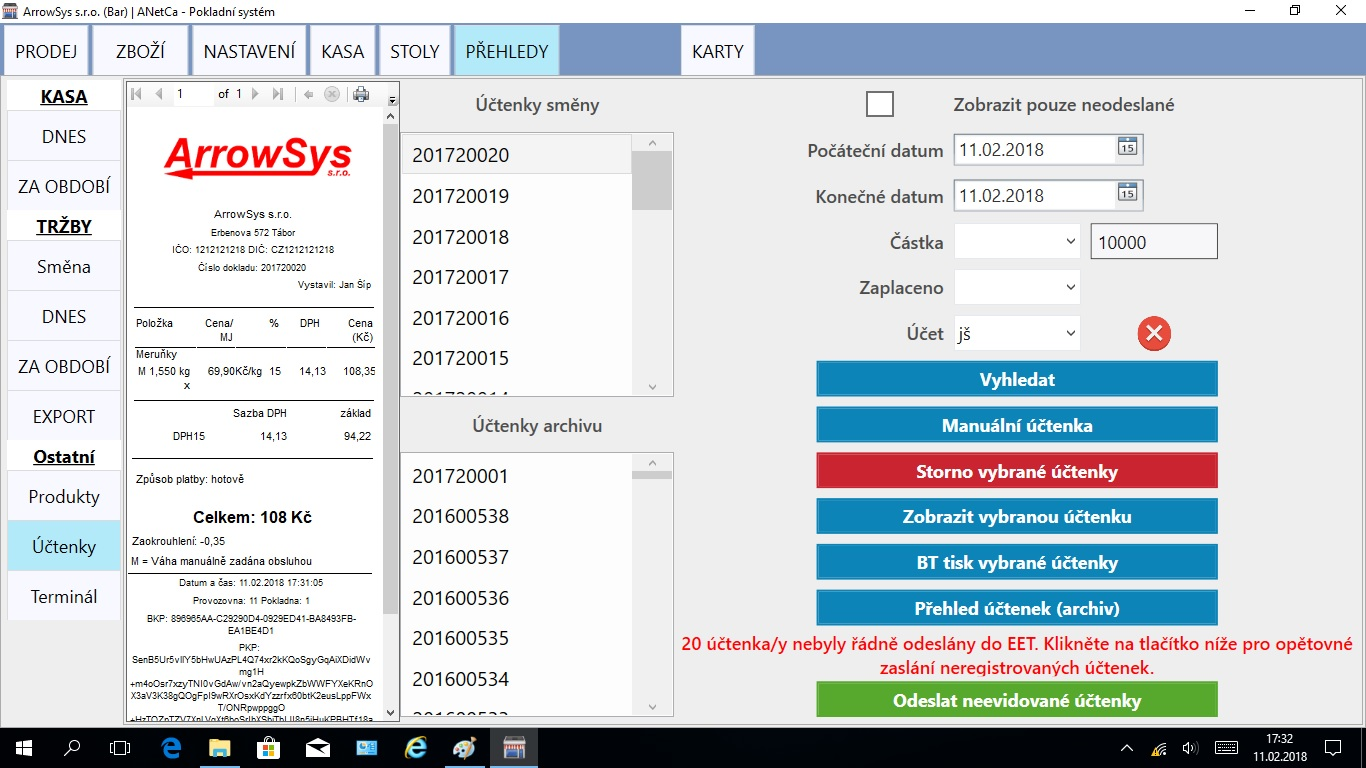 ArrowSys s.r.o. (Bar) | ANetCa - Pokladní systém
PRODEJ
ZBOŽÍ
NASTAVENÍ
KASA
STOLY
PŘEHLEDY
KARTY
KASA
DNES
ZA OBDOBÍ
TRŽBY
Směna
DNES
ZA OBDOBÍ
EXPORT
Ostatní
Produkty
Účtenky
Terminál
1 of 1
ArrowSys
s.r.o.
ArrowSys s.r.o.
Erbenova 572 Tábor
IČO: 1212121218 DIČ: CZ1212121218
Číslo dokladu: 201720020
Vystavil: Jan Šíp
Položka Cena/ % DPH Cena
MJ (Kč)
Meruňky
M 1,550 kg 69,90Kč/kg 15 14,13 108,35
x
Sazba DPH základ
DPH15 14,13 94,22
Způsob platby: hotově
Celkem: 108 Kč
Zaokrouhlení: -0,35
M = Váha manuálně zadána obsluhou
Datum a čas: 11.02.2018 17:31:05
Provozovna: 11 Pokladna: 1
BKP: 896965AA-C29290D4-0929ED41-BA8493FB-
EA1BE4D1
PKP:
mg1H
T/ONRpwppggO
Účtenky směny
201720020
201720019
201720018
201720017
201720016
201720015
201720014
Účtenky archivu
201720001
201600538
201600537
201600536
201600535
201600534
201600533
Zobrazit pouze neodeslané
Počáteční datum 11.02.2018 15
Konečné datum 11.02.2018 15
Částka 10000
Zaplaceno
Účet jš
Vyhledat
Manuální účtenka
Storno vybrané účtenky
Zobrazit vybranou účtenku
BT tisk vybrané účtenky
Přehled účtenek (archiv)
20 účtenka/y nebyly řádně odeslány do EET. Klikněte na tlačítko níže pro opětovné
zaslání neregistrovaných účtenek.
Odeslat neevidované účtenky
17:32
11.02.2018